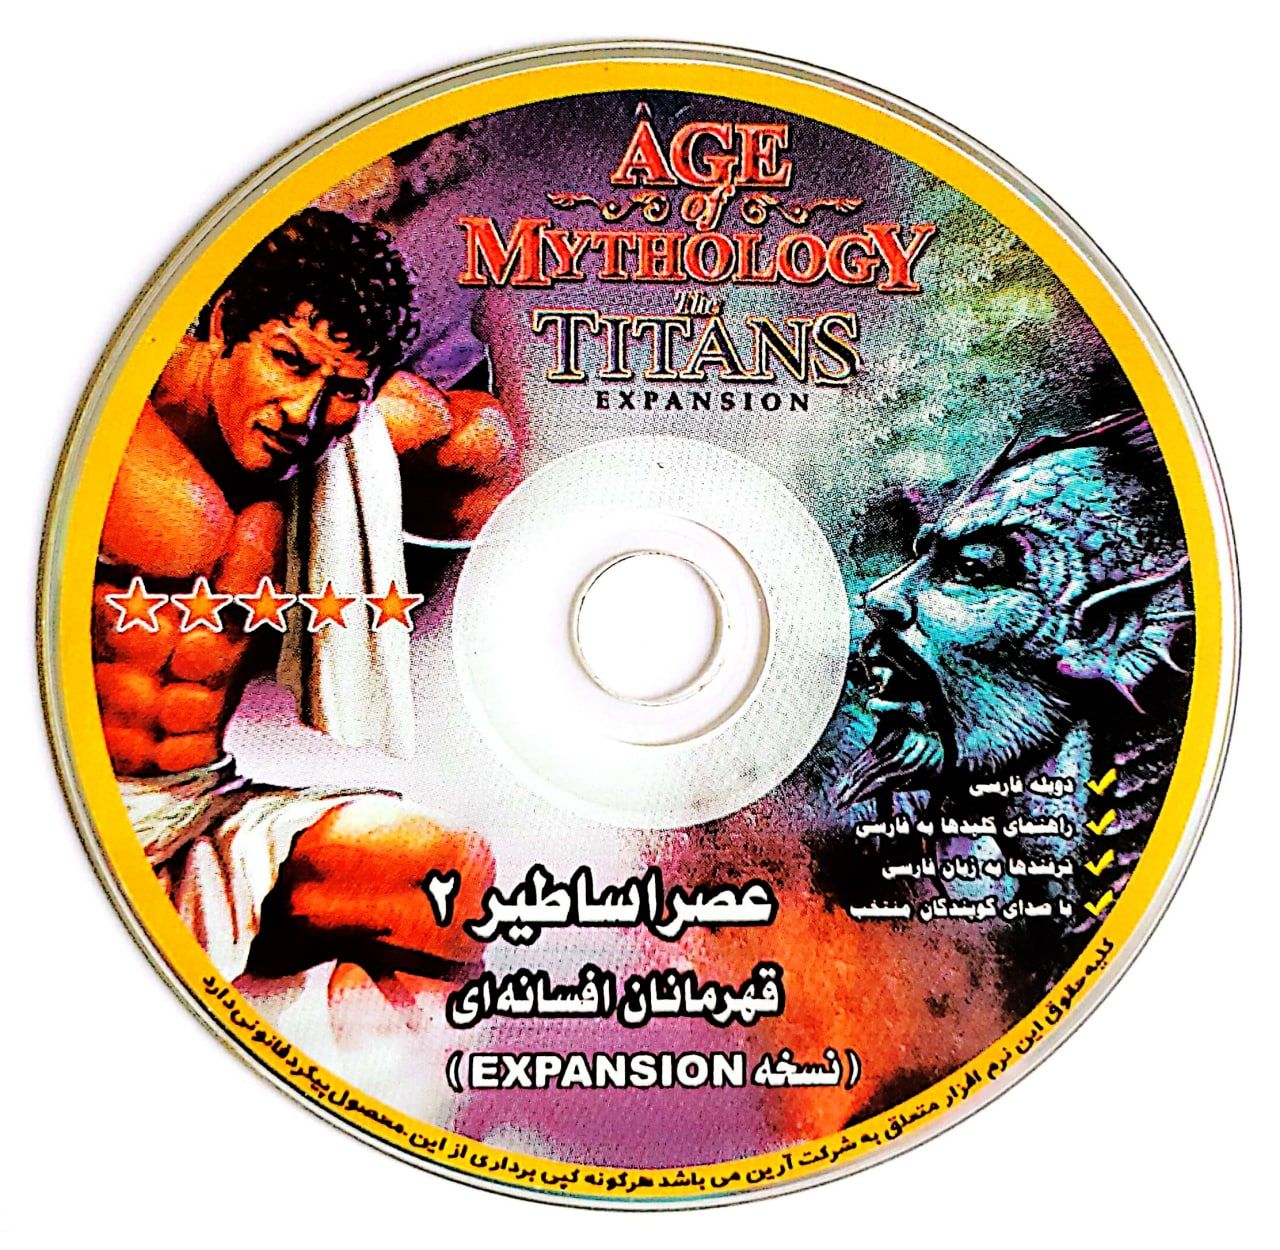 AGE
of
MYTHOLOGY
The
TITANS
EXPANSION
دوبله فارسی
راهنمای کلیدها به فارسی
ترفندها به زبان فارسی
با صدای گویندگان منتخب
عصر اساطیر ۲
قهرمانان افسانه‌ای
(نسخه EXPANSION)
کلیه حقوق این نرم افزار متعلق به شرکت آرین می باشد هرگونه کپی برداری از این محصول پیگرد قانونی دارد